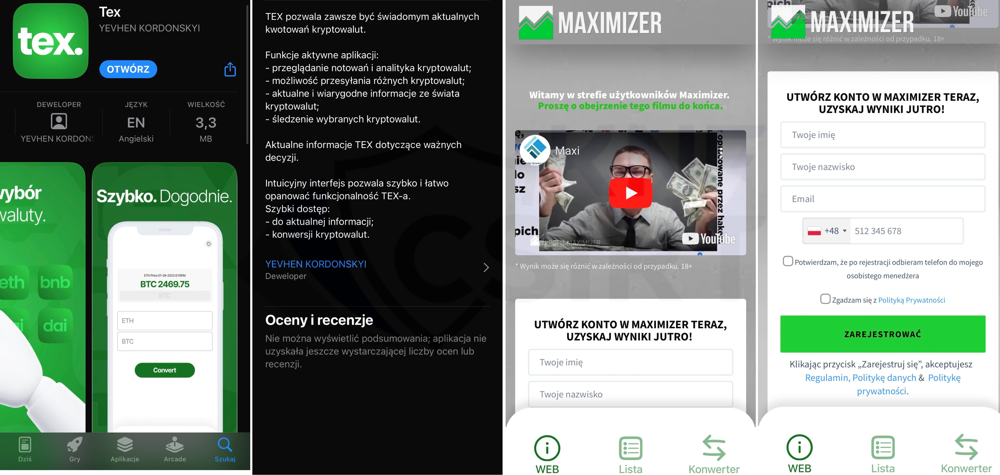 tex.
Tex
YEVHEN KORDONSKYI
OTWÓRZ
DEWELOPER
JĘZYK
WIELKOŚĆ
EN
3,3
YEVHEN KORDONS
Angielski
MB
wybór
waluty.
eth
bnb
dai
Szybko. Dogodnie.
ETH Price 01-28-2022 6:15PM
BTC 2469.75
BTC
ETH
BTC
Convert
Dziś
Gry
Aplikacje
Arcade
Szukaj
TEX pozwala zawsze być świadomym aktualnych
kwotowań kryptowalut.
Funkcje aktywne aplikacji:
- przeglądanie notowań i analityka kryptowalut;
- możliwość przesyłania różnych kryptowalut;
- aktualne i wiarygodne informacje ze świata
kryptowalut;
- śledzenie wybranych kryptowalut.
Aktualne informacje TEX dotyczące ważnych
decyzji.
Intuicyjny interfejs pozwala szybko i łatwo
opanować funkcjonalność TEX-a.
Szybki dostęp:
- do aktualnej informacji;
- konwersji kryptowalut.
YEVHEN KORDONSKYI
Deweloper
Oceny i recenzje
Nie można wyświetlić podsumowania; aplikacja nie
uzyskała jeszcze wystarczającej liczby ocen lub
recenzji.
CSIRT
MAXIMIZER
Witamy w strefie użytkowników Maximizer.
Proszę o obejrzenie tego filmu do końca.
Maxi
opracowane przez hake
pich
PROFIT MAXIMIZER
YouTube
* Wynik może się różnić w zależności od przypadku. 18+
UTWÓRZ KONTO W MAXIMIZER TERAZ,
UZYSKAJ WYNIKI JUTRO!
Twoje imię
Twoje nazwisko
WEB
Lista
Konwerter
pich
YouTube
MAXIMIZER
* Wynik może się różnić w zależności od przypadku. 18+
UTWÓRZ KONTO W MAXIMIZER TERAZ,
UZYSKAJ WYNIKI JUTRO!
Twoje imię
Twoje nazwisko
Email
+48
512 345 678
Potwierdzam, że po rejestracji odbieram telefon do mojego
osobistego menedżera
Zgadzam się z Polityką Prywatności
ZAREJESTROWAĆ
Klikając przycisk „Zarejestruj się”, akceptujesz
Regulamin, Politykę danych & Politykę
prywatności.
WEB
Lista
Konwerter